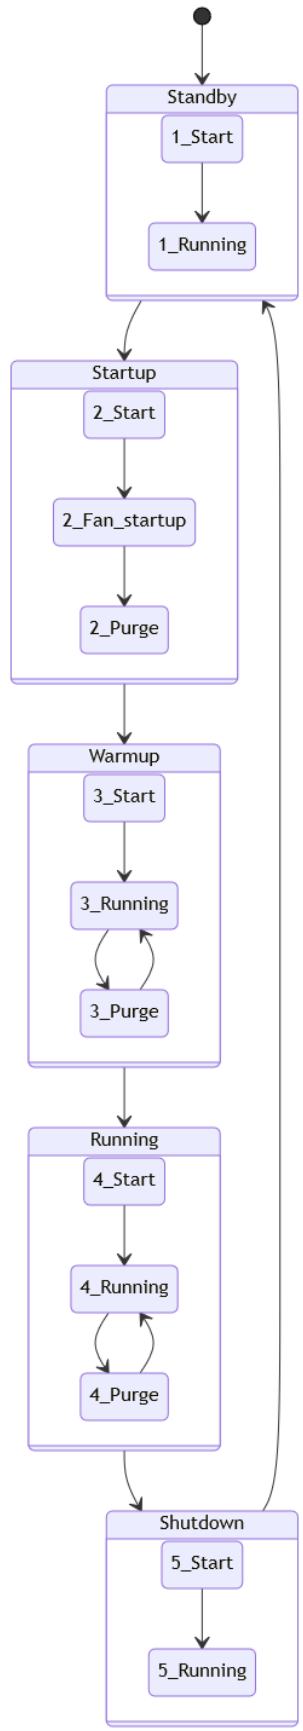 Standby
1_Start
1_Running
Startup
2_Start
2_Fan_startup
2_Purge
Warmup
3_Start
3_Running
3_Purge
Running
4_Start
4_Running
4_Purge
Shutdown
5_Start
5_Running